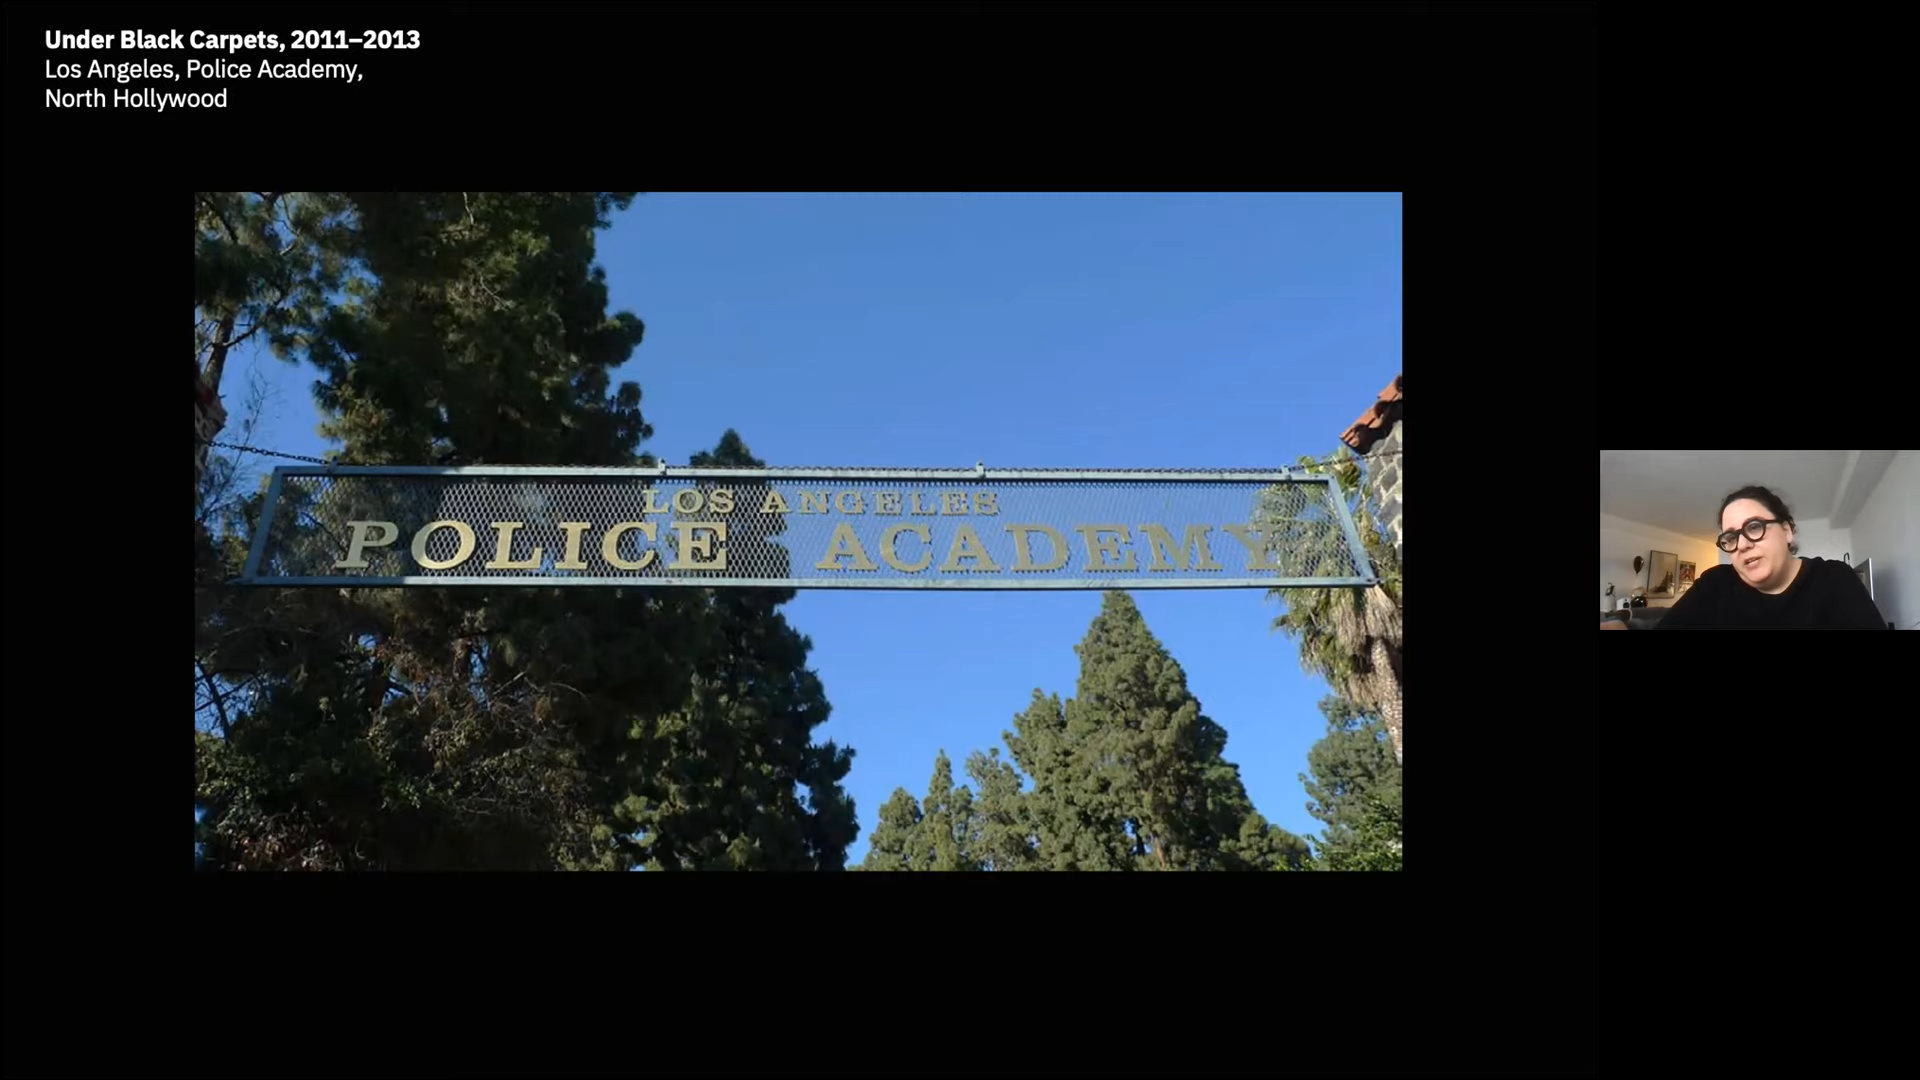 Under Black Carpets, 2011–2013
Los Angeles, Police Academy,
North Hollywood
LOS ANGELES
POLICE ACADEMY